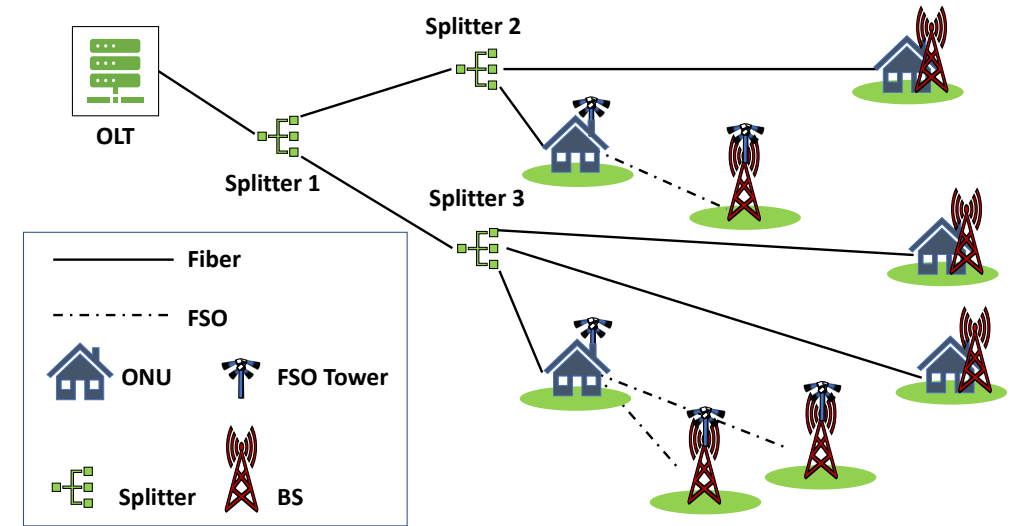 Splitter 2
OLT
Splitter 1
Splitter 3
Fiber
FSO
ONU
FSO Tower
Splitter
BS